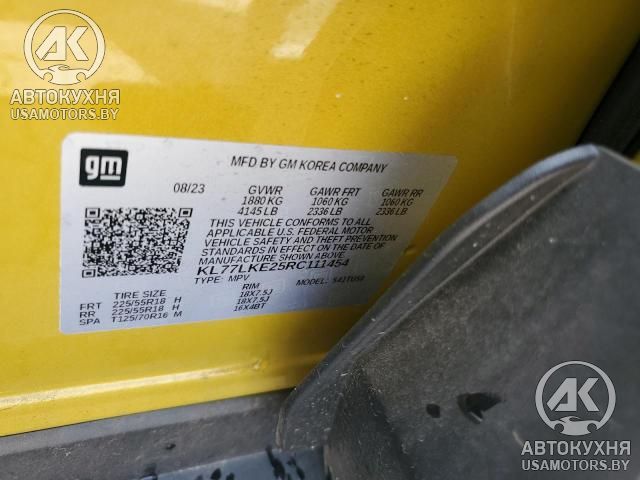 AK
АВТОКУХНЯ
USAMOTORS.BY
gm
MFD BY GM KOREA COMPANY
08/23 GVWR GAWR FRT GAWR RR
1880 KG 1060 KG 1060 KG
4145 LB 2336 LB 2336 LB
THIS VEHICLE CONFORMS TO ALL
APPLICABLE U.S. FEDERAL MOTOR
VEHICLE SAFETY AND THEFT PREVENTION
STANDARDS IN EFFECT ON THE DATE OF
MANUFACTURE SHOWN ABOVE.
KL77LKE25RC111454
TYPE: MPV MODEL:
TIRE SIZE RIM
FRT 225/55R18 H 18X7.5J
RR 225/55R18 H 18X7.5J
SPA T125/70R16 M 16X4BT
AK
АВТОКУХНЯ
USAMOTORS.BY